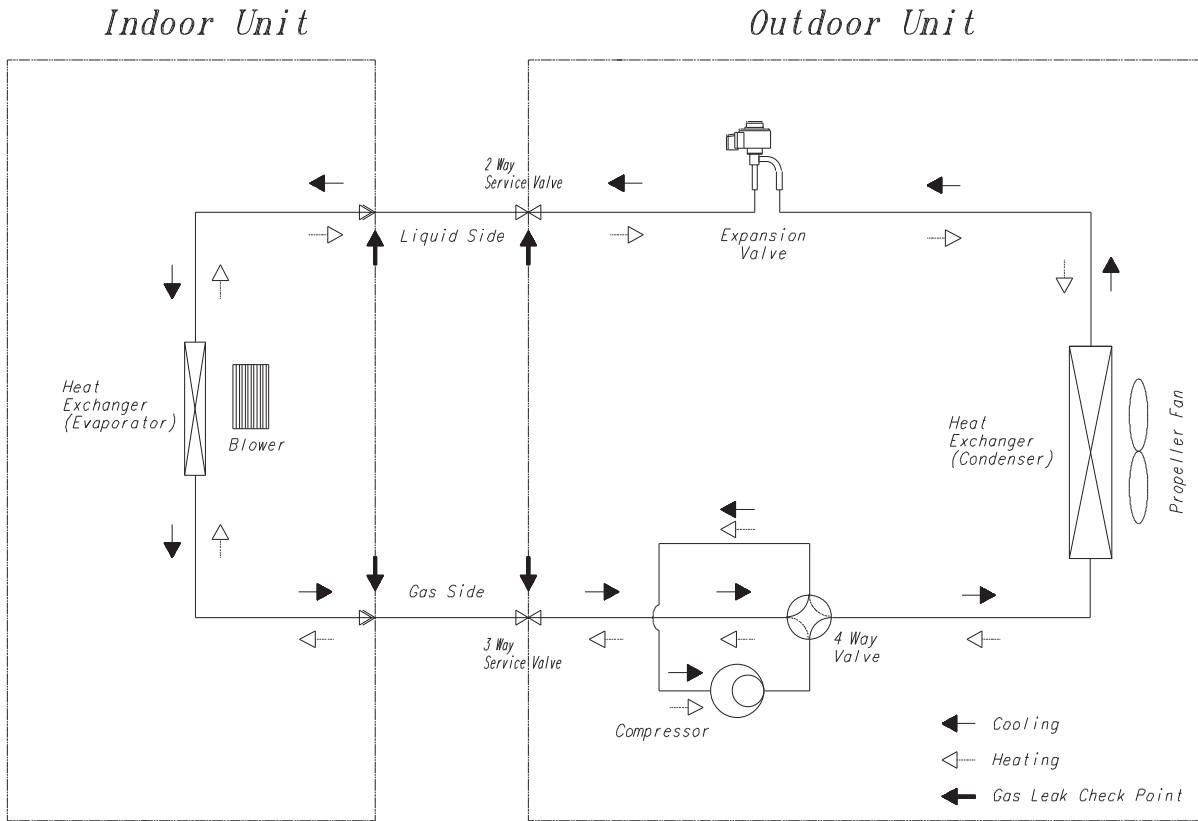 Indoor Unit
Outdoor Unit
2 Way
Service Valve
Liquid Side
Expansion
Valve
Heat
Exchanger
(Evaporator)
Blower
Heat
Exchanger
(Condenser)
Propeller Fan
Gas Side
3 Way
Service Valve
4 Way
Valve
Compressor
Cooling
Heating
Gas Leak Check Point